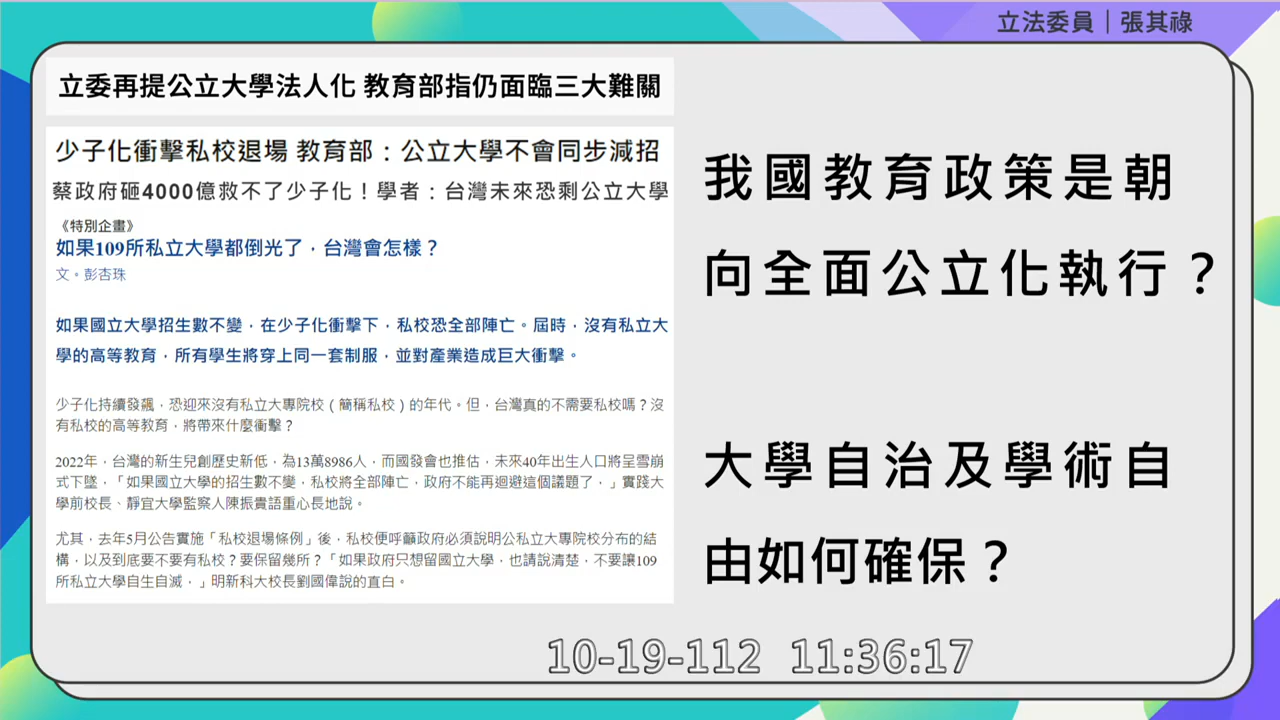 立法委員｜張其祿
立委再提公立大學法人化 教育部指仍面臨三大難關
少子化衝擊私校退場 教育部：公立大學不會同步減招
蔡政府砸4000億救不了少子化！學者：台灣未來恐剩公立大學
《特別企畫》
如果109所私立大學都倒光了，台灣會怎樣？
文。彭杏珠
如果國立大學招生數不變，在少子化衝擊下，私校恐全部陣亡。屆時，沒有私立大
學的高等教育，所有學生將穿上同一套制服，並對產業造成巨大衝擊。
少子化持續發飆，恐迎來沒有私立大專院校（簡稱私校）的年代。但，台灣真的不需要私校嗎？沒
有私校的高等教育，將帶來什麼衝擊？
2022年，台灣的新生兒創歷史新低，為13萬8986人，而國發會也推估，未來40年出生人口將呈雪崩
式下墜，「如果國立大學的招生數不變，私校將全部陣亡，政府不能再迴避這個議題了，」實踐大
學前校長、靜宜大學監察人陳振貴語重心長地說。
尤其，去年5月公告實施「私校退場條例」後，私校便呼籲政府必須說明公私立大專院校分布的結
構，以及到底要不要有私校？要保留幾所？「如果政府只想留國立大學，也請說清楚，不要讓109
所私立大學自生自滅，」明新科大校長劉國偉說的直白。
我國教育政策是朝
向全面公立化執行？
大學自治及學術自
由如何確保？
10-19-112 11:36:17